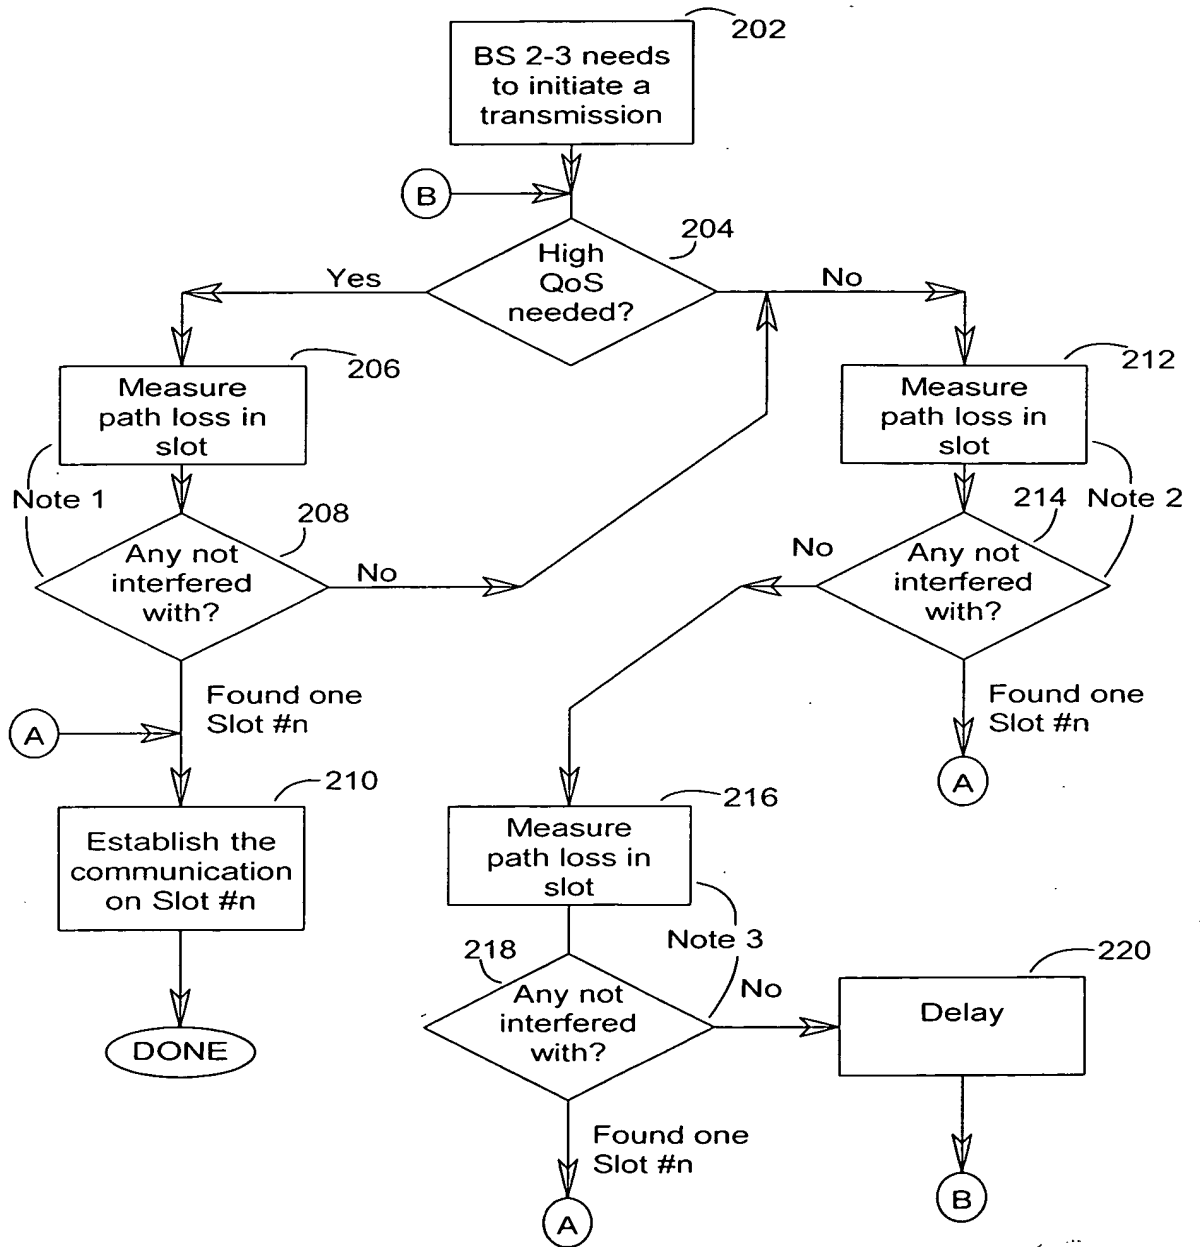 202
BS 2-3 needs
to initiate a
transmission
B
204
High
QoS
needed?
Yes
No
206
Measure
path loss in
slot
212
Measure
path loss in
slot
Note 1
208
Any not
interfered
with?
No
214
Note 2
No
Any not
interfered
with?
Found one
Slot #n
A
Found one
Slot #n
A
210
Establish the
communication
on Slot #n
216
Measure
path loss in
slot
Note 3
218
Any not
interfered
with?
No
220
Delay
DONE
Found one
Slot #n
A
B